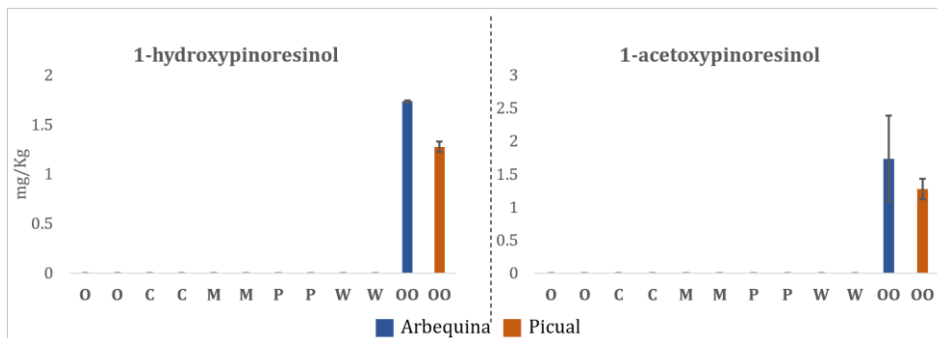 1-hydroxypinoresinol
mg/Kg
2
1.5
1
0.5
0
O O C C M M P P W W OO OO
1-acetoxypinoresinol
3
2.5
2
1.5
1
0.5
0
O O C C M M P P W W OO OO
Arbequina Picual